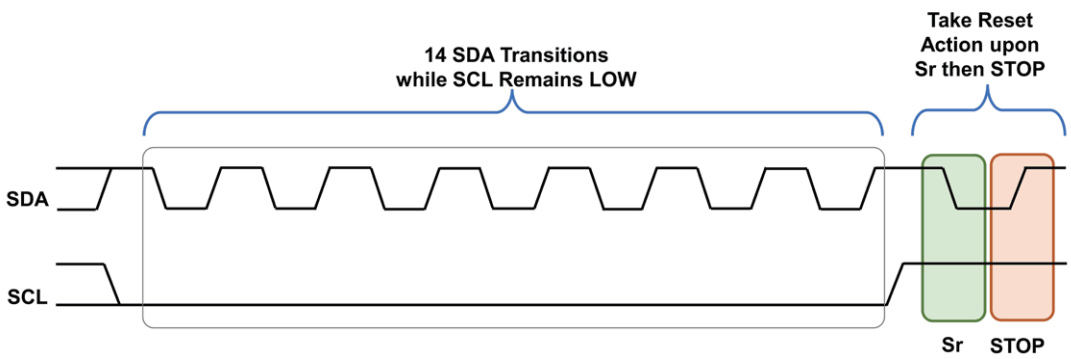 14 SDA Transitions
while SCL Remains LOW
Take Reset
Action upon
Sr then STOP
SDA
SCL
Sr
STOP